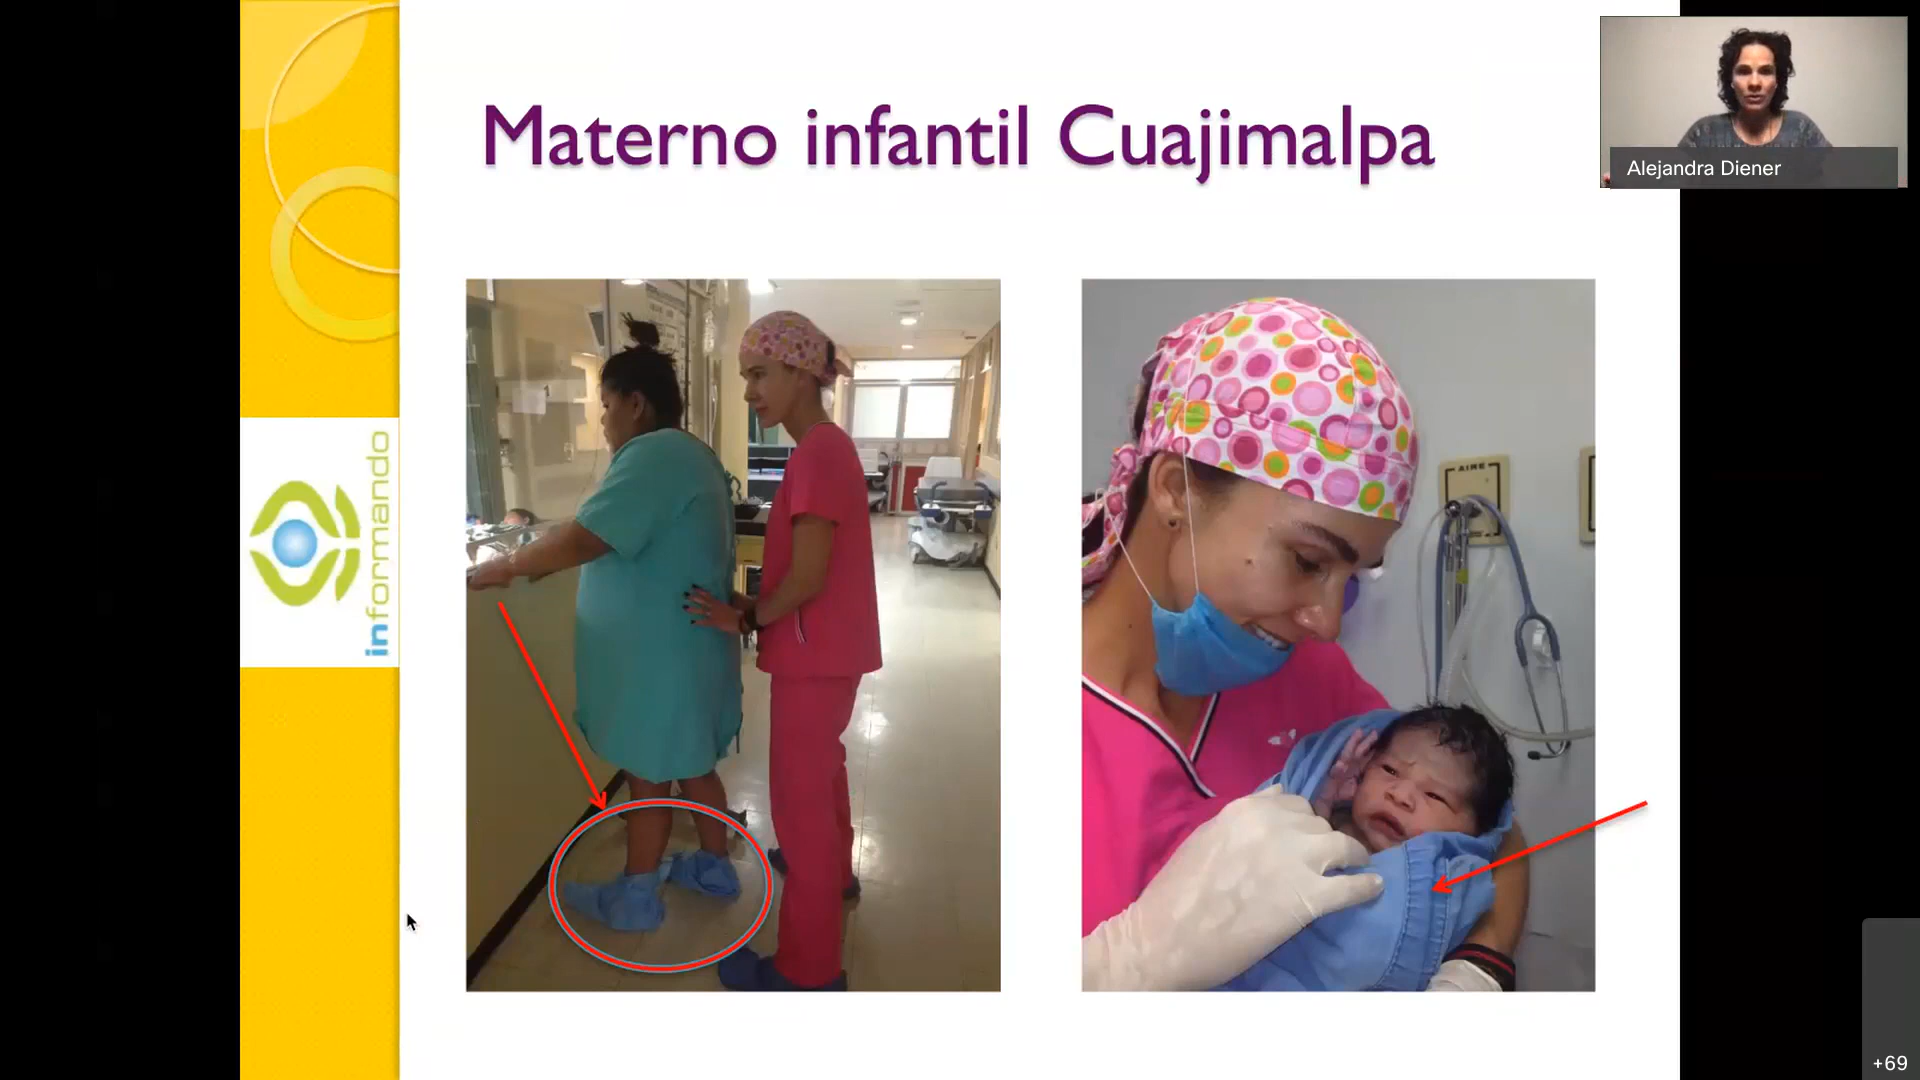 Materno infantil Cuajimalpa
Alejandra Diener
informando
AIRE
+69